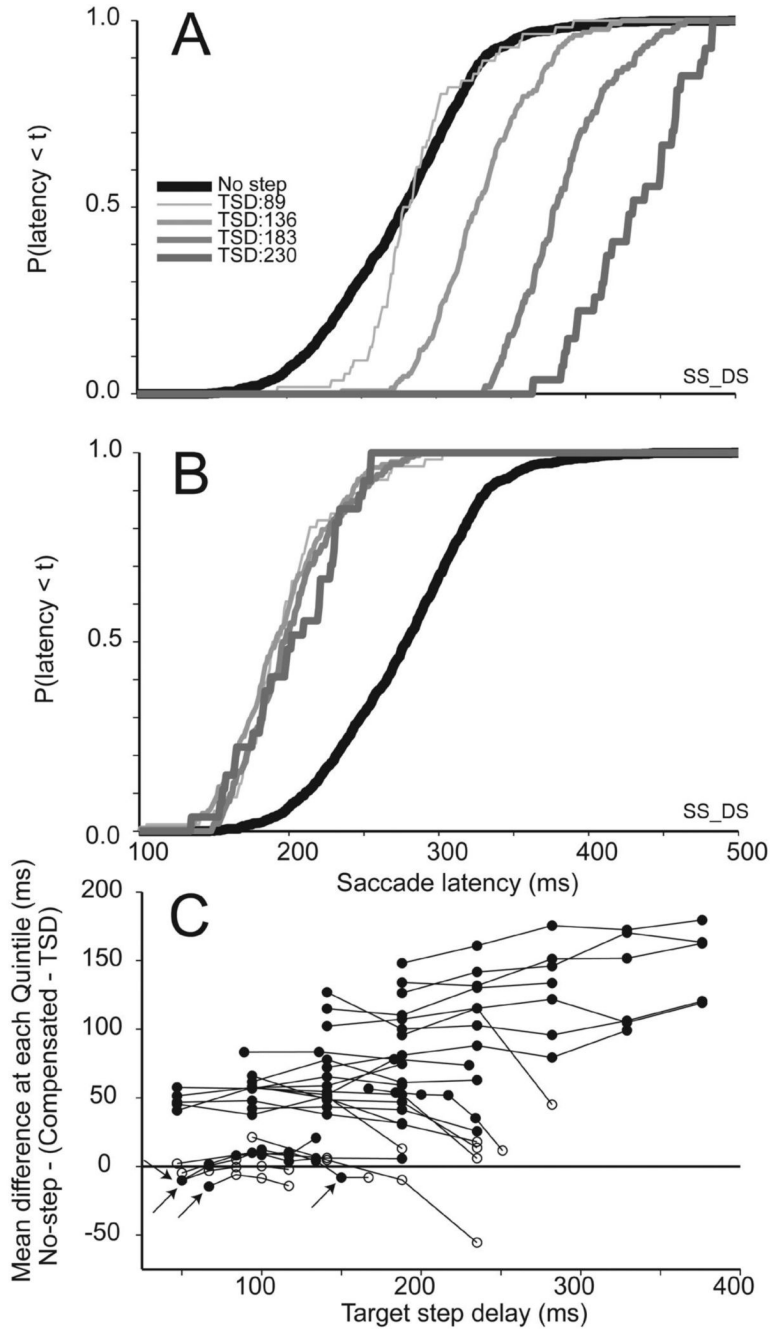 A
1.0
0.5
0.0
P(latency < t)
No step
TSD:89
TSD:136
TSD:183
TSD:230
SS_DS
B
1.0
0.5
0.0
P(latency < t)
SS_DS
100 200 300 400 500
Saccade latency (ms)
C
200
150
100
50
0
-50
Mean difference at each Quintile (ms)
No-step - (Compensated - TSD)
100 200 300 400
Target step delay (ms)